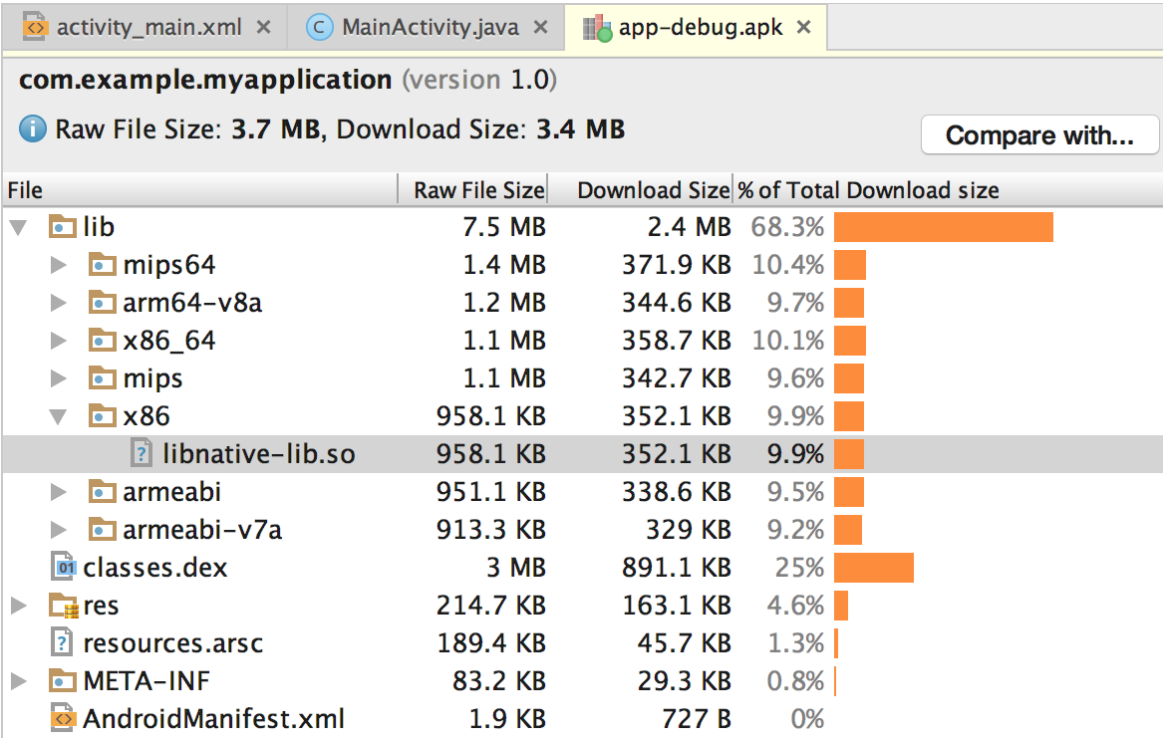 activity_main.xml × C MainActivity.java × app-debug.apk ×
com.example.myapplication (version 1.0)
i Raw File Size: 3.7 MB, Download Size: 3.4 MB
Compare with...
File Raw File Size Download Size % of Total Download size
lib 7.5 MB 2.4 MB 68.3%
mips64 1.4 MB 371.9 KB 10.4%
arm64-v8a 1.2 MB 344.6 KB 9.7%
x86_64 1.1 MB 358.7 KB 10.1%
mips 1.1 MB 342.7 KB 9.6%
x86 958.1 KB 352.1 KB 9.9%
? libnative-lib.so 958.1 KB 352.1 KB 9.9%
armeabi 951.1 KB 338.6 KB 9.5%
armeabi-v7a 913.3 KB 329 KB 9.2%
01 classes.dex 3 MB 891.1 KB 25%
res 214.7 KB 163.1 KB 4.6%
? resources.arsc 189.4 KB 45.7 KB 1.3%
META-INF 83.2 KB 29.3 KB 0.8%
AndroidManifest.xml 1.9 KB 727 B 0%